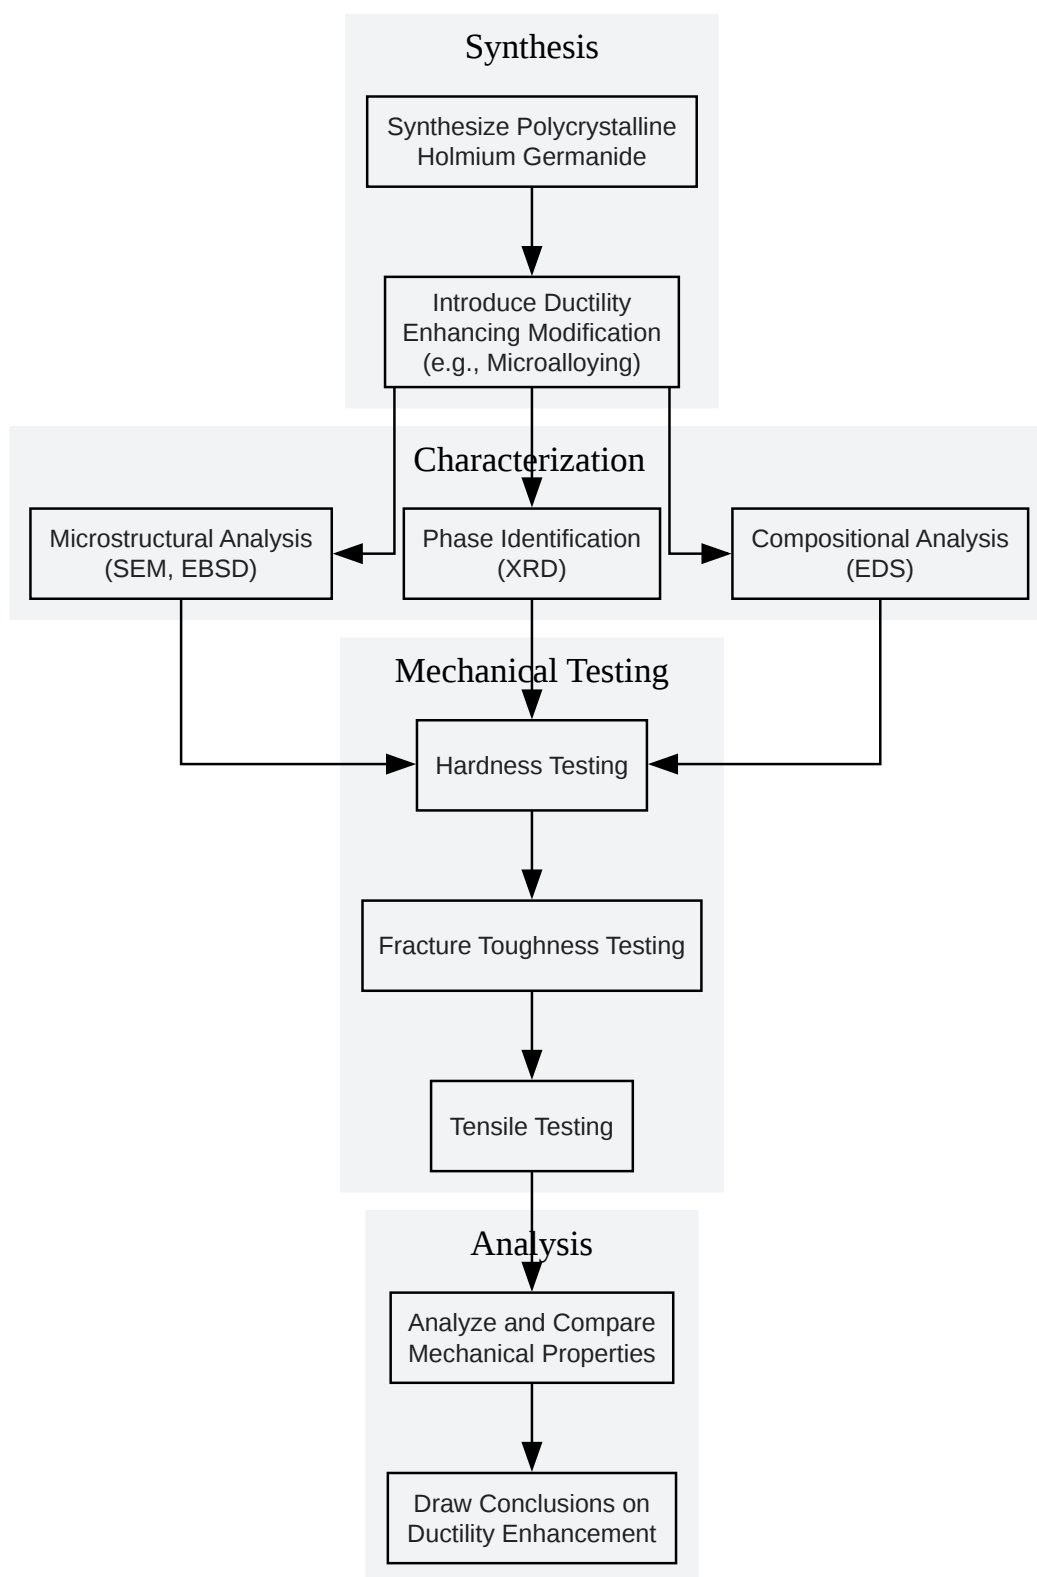 Synthesis
Synthesize Polycrystalline
Holmium Germanide
Introduce Ductility
Enhancing Modification
(e.g., Microalloying)
Characterization
Microstructural Analysis
(SEM, EBSD)
Phase Identification
(XRD)
Compositional Analysis
(EDS)
Mechanical Testing
Hardness Testing
Fracture Toughness Testing
Tensile Testing
Analysis
Analyze and Compare
Mechanical Properties
Draw Conclusions on
Ductility Enhancement